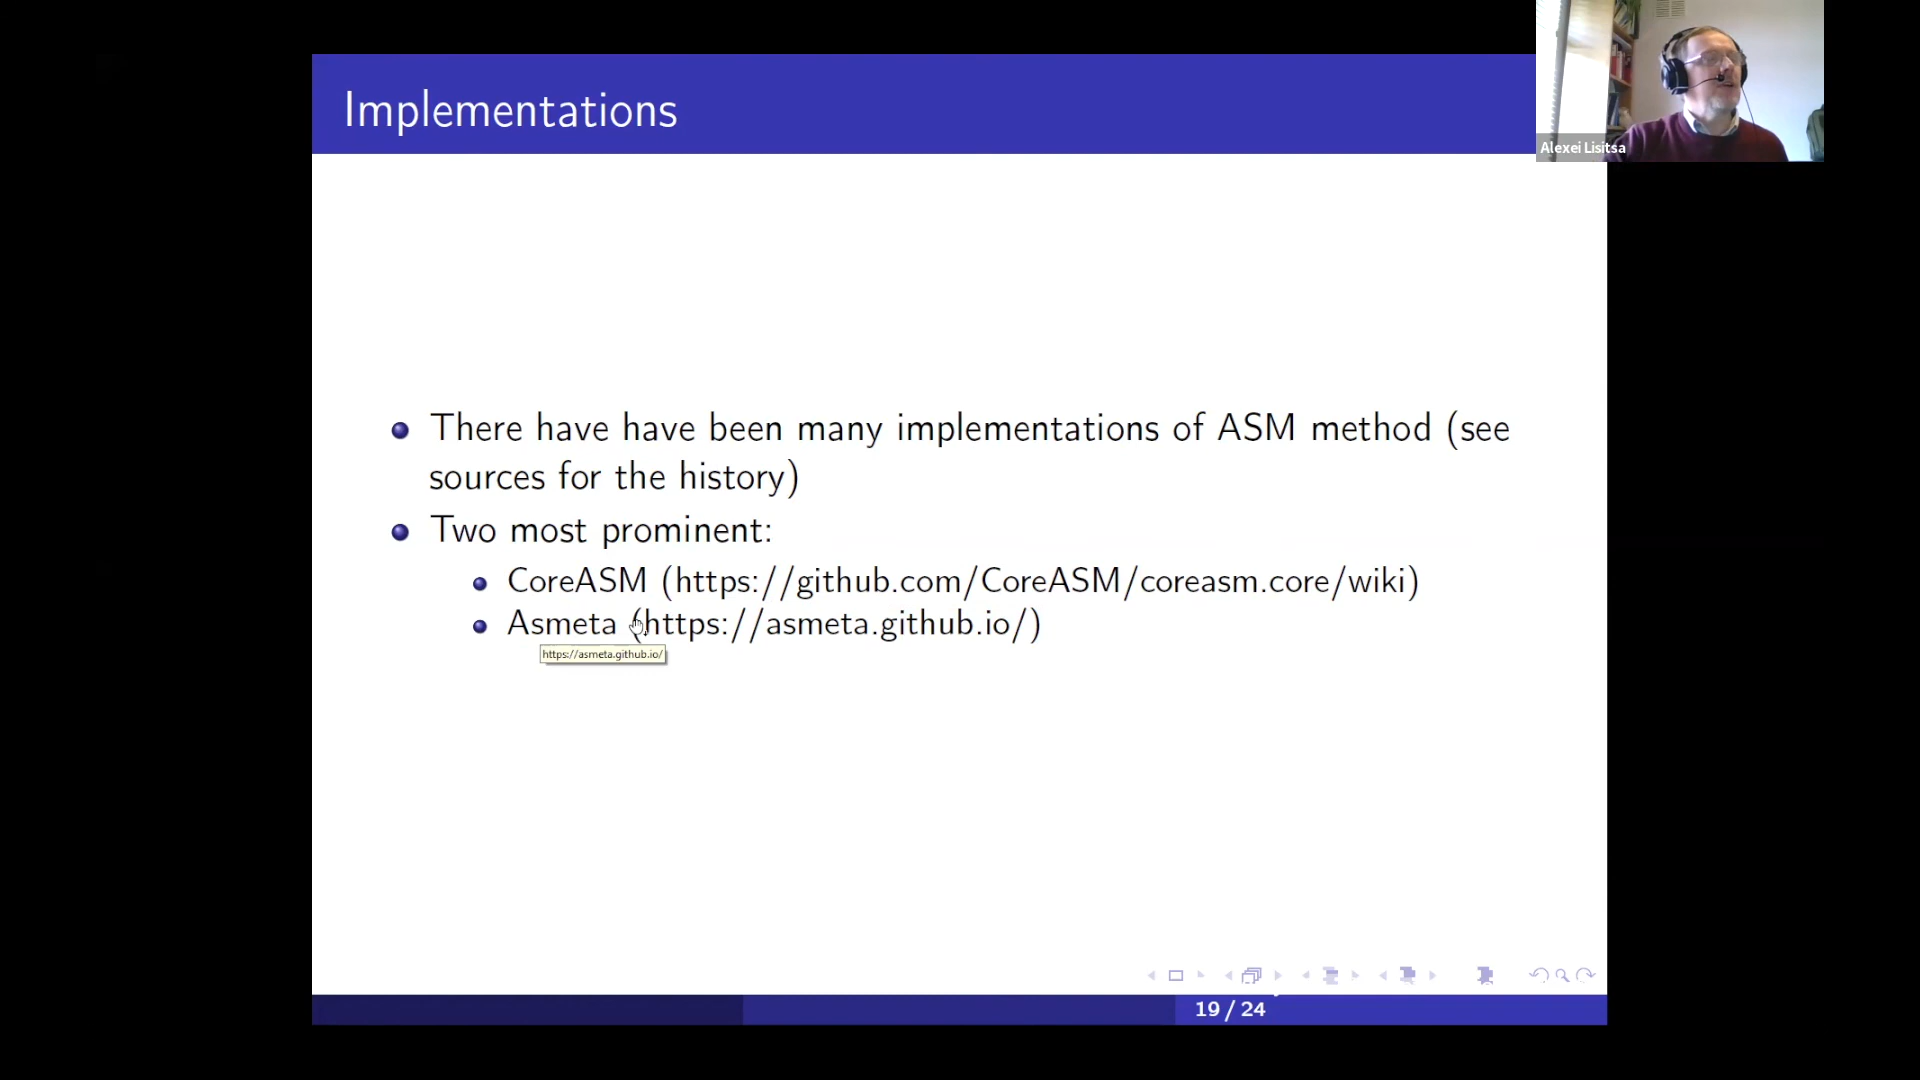 Implementations
Alexei Lisitsa
There have have been many implementations of ASM method (see
sources for the history)
Two most prominent:
CoreASM (https://github.com/CoreASM/coreasm.core/wiki)
Asmeta (https://asmeta.github.io/)
https://asmeta.github.io/
19 / 24